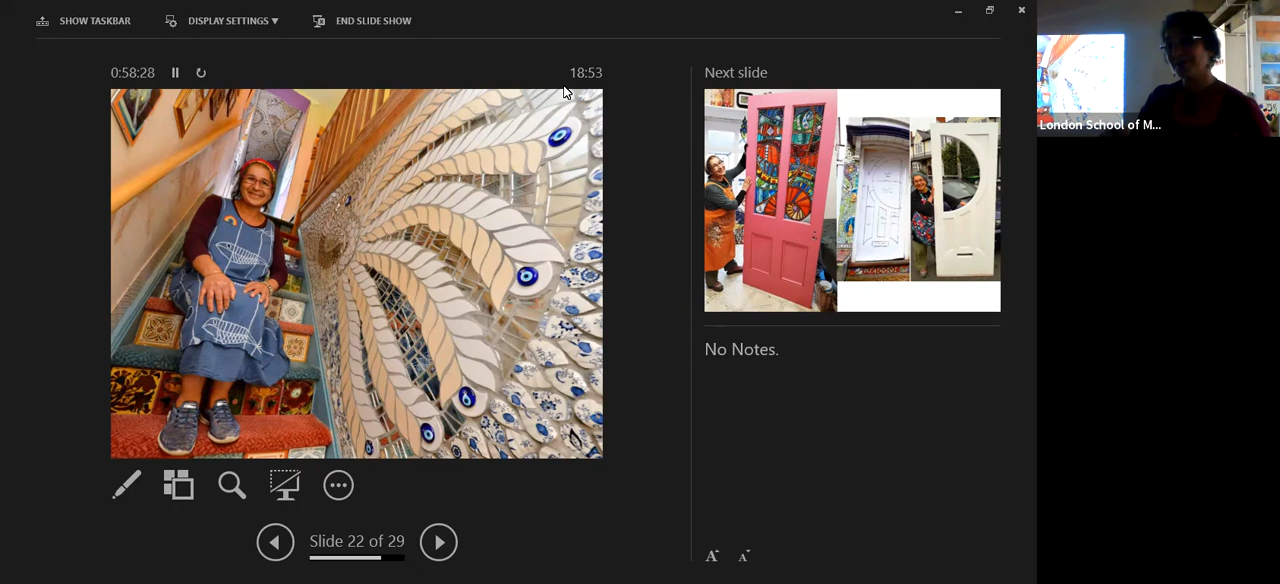 SHOW TASKBAR
DISPLAY SETTINGS ▼
END SLIDE SHOW
0:58:28
18:53
Next slide
London School of M...
No Notes.
Slide 22 of 29
A
A